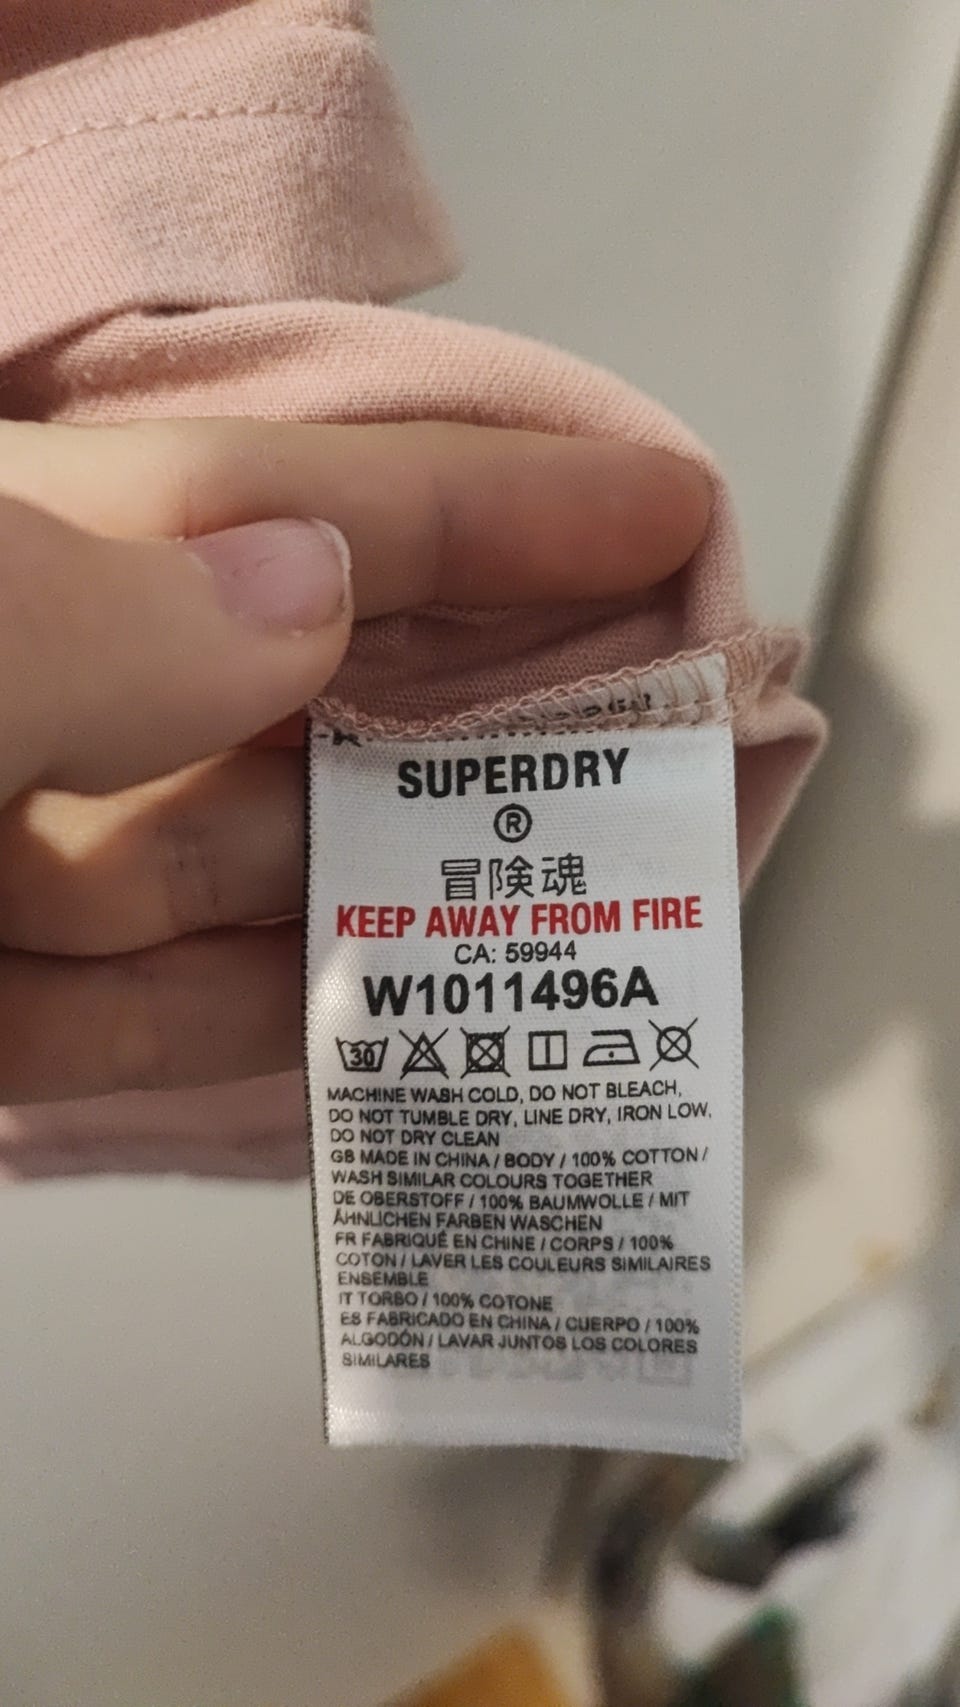 SUPERDRY
®
冒険魂
KEEP AWAY FROM FIRE
CA: 59944
W1011496A
30
MACHINE WASH COLD, DO NOT BLEACH,
DO NOT TUMBLE DRY, LINE DRY, IRON LOW,
DO NOT DRY CLEAN
GB MADE IN CHINA / BODY / 100% COTTON /
WASH SIMILAR COLOURS TOGETHER
DE OBERSTOFF / 100% BAUMWOLLE / MIT
ÄHNLICHEN FARBEN WASCHEN
FR FABRIQUÉ EN CHINE / CORPS / 100%
COTON / LAVER LES COULEURS SIMILAIRES
ENSEMBLE
IT TORSO / 100% COTONE
ES FABRICADO EN CHINA / CUERPO / 100%
ALGODÓN / LAVAR JUNTOS LOS COLORES
SIMILARES